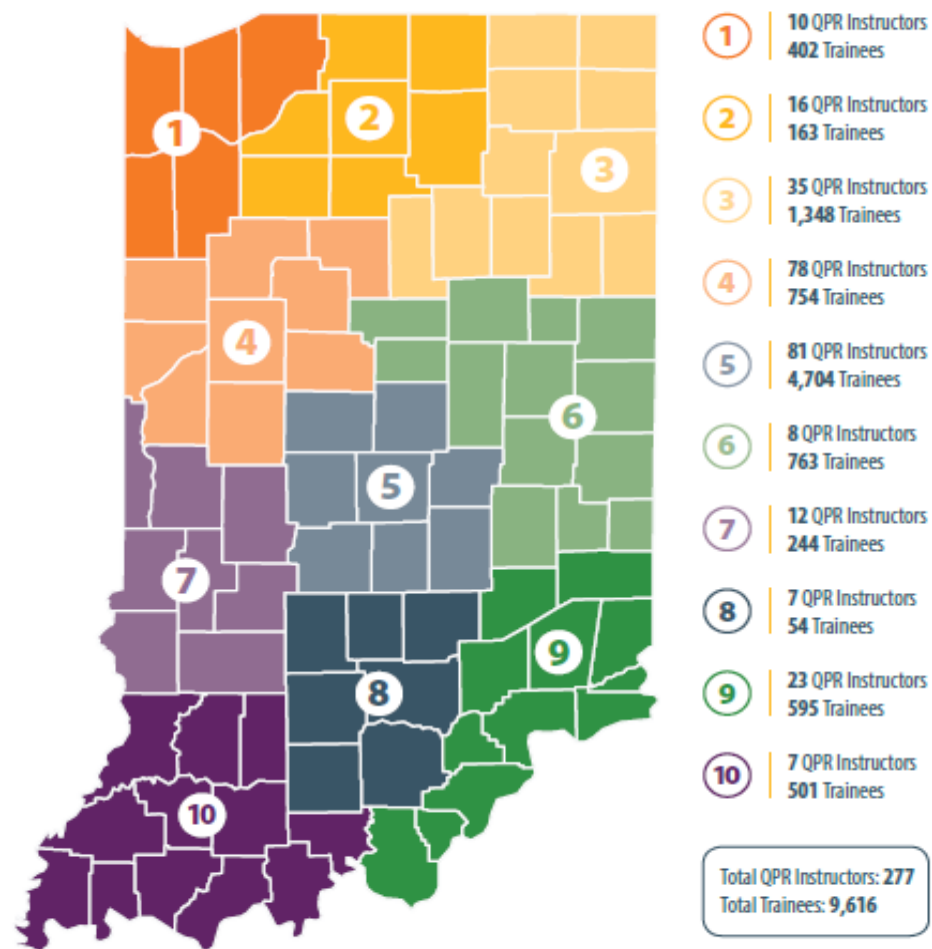 1
10 QPR Instructors
402 Trainees
2
16 QPR Instructors
163 Trainees
3
35 QPR Instructors
1,348 Trainees
4
78 QPR Instructors
754 Trainees
5
81 QPR Instructors
4,704 Trainees
6
8 QPR Instructors
763 Trainees
7
12 QPR Instructors
244 Trainees
8
7 QPR Instructors
54 Trainees
9
23 QPR Instructors
595 Trainees
10
7 QPR Instructors
501 Trainees
Total QPR Instructors: 277
Total Trainees: 9,616
1
2
3
4
5
6
7
8
9
10